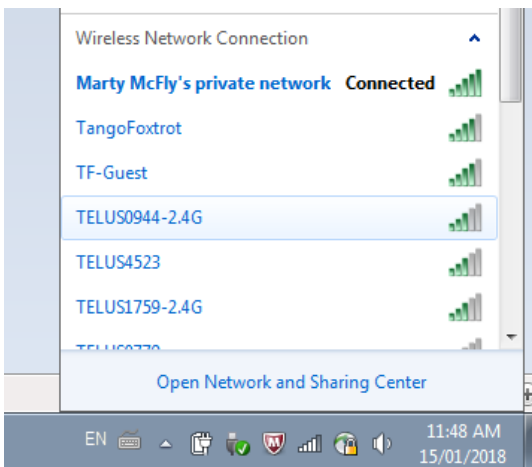 Wireless Network Connection
Marty McFly's private network Connected
TangoFoxtrot
TF-Guest
TELUS0944-2.4G
TELUS4523
TELUS1759-2.4G
Open Network and Sharing Center
EN 11:48 AM
15/01/2018